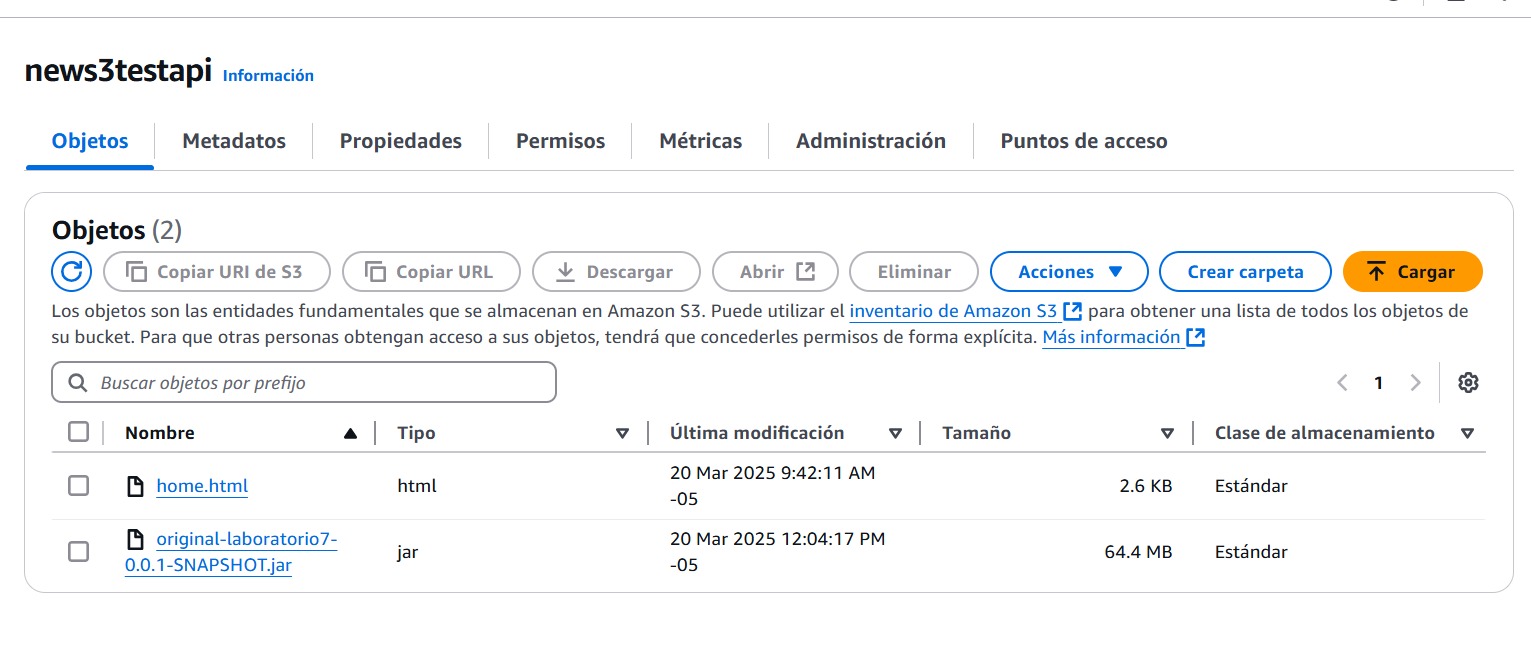 news3testapi Información
Objetos Metadatos Propiedades Permisos Métricas Administración Puntos de acceso
Objetos (2)
Copiar URI de S3 Copiar URL Descargar Abrir Eliminar Acciones Crear carpeta Cargar
Los objetos son las entidades fundamentales que se almacenan en Amazon S3. Puede utilizar el inventario de Amazon S3 para obtener una lista de todos los objetos de
su bucket. Para que otras personas obtengan acceso a sus objetos, tendrá que concederles permisos de forma explícita. Más información
Buscar objetos por prefijo 1
Nombre Tipo Última modificación Tamaño Clase de almacenamiento
home.html html 20 Mar 2025 9:42:11 AM 2.6 KB Estándar
-05
original-laboratorio7- jar 20 Mar 2025 12:04:17 PM 64.4 MB Estándar
0.0.1-SNAPSHOT.jar -05